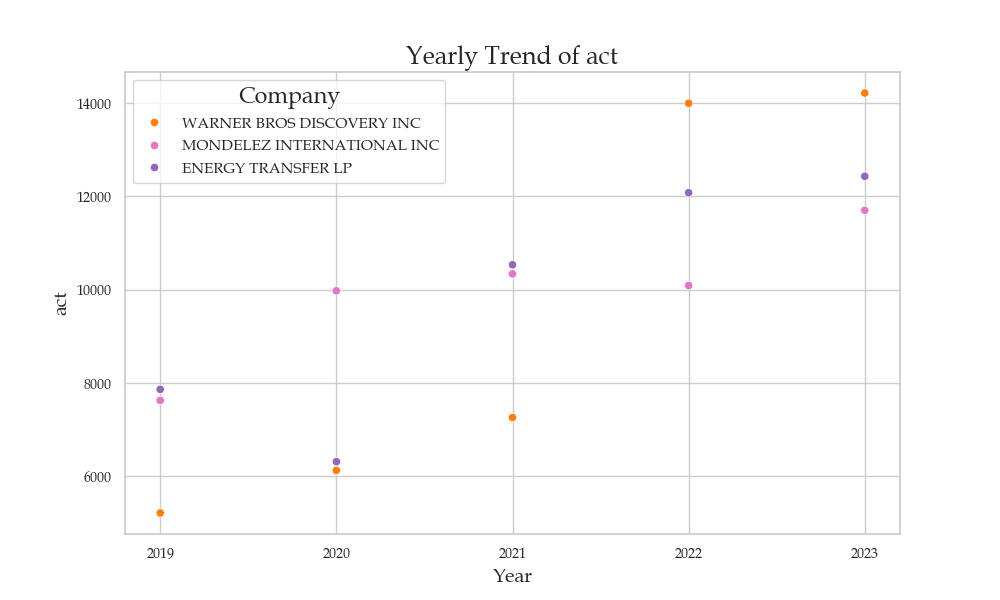 Yearly Trend of act
Company
WARNER BROS DISCOVERY INC
MONDELEZ INTERNATIONAL INC
ENERGY TRANSFER LP
14000
12000
10000
8000
6000
act
2019 2020 2021 2022 2023
Year